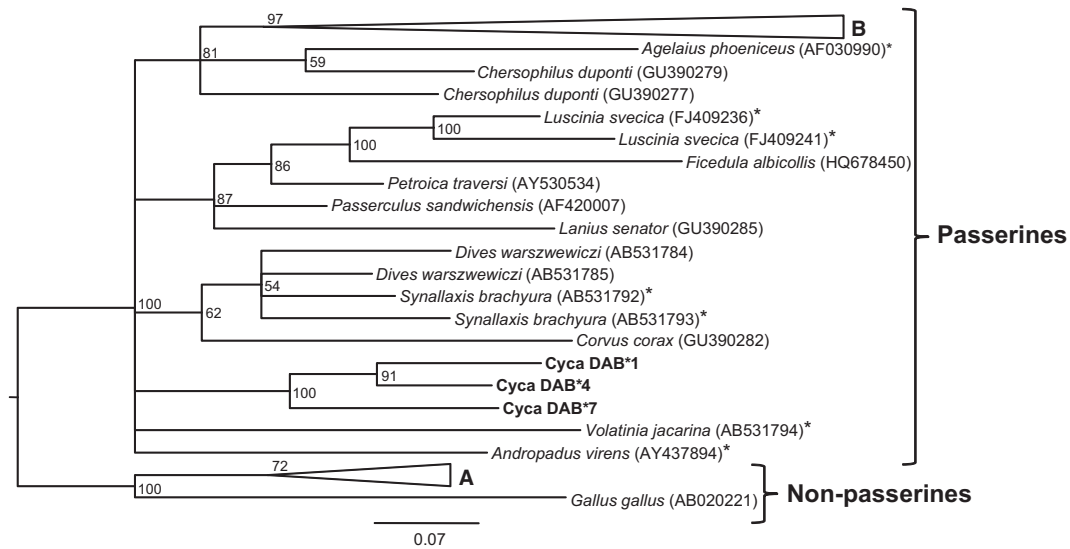 97
B
Agelaius phoeniceus (AF030990)*
81
59
Chersophilus duponti (GU390279)
Chersophilus duponti (GU390277)
Luscinia svecica (FJ409236)*
100
Luscinia svecica (FJ409241)*
100
Ficedula albicollis (HQ678450)
86
Petroica traversi (AY530534)
87
Passerculus sandwichensis (AF420007)
Lanius senator (GU390285)
Passerines
Dives warszwewiczi (AB531784)
Dives warszwewiczi (AB531785)
54
Synallaxis brachyura (AB531792)*
100
62
Synallaxis brachyura (AB531793)*
Corvus corax (GU390282)
Cyca DAB*1
91
Cyca DAB*4
100
Cyca DAB*7
Volatinia jacarina (AB531794)*
Andropadus virens (AY437894)*
72
A
100
Gallus gallus (AB020221)
Non-passerines
0.07